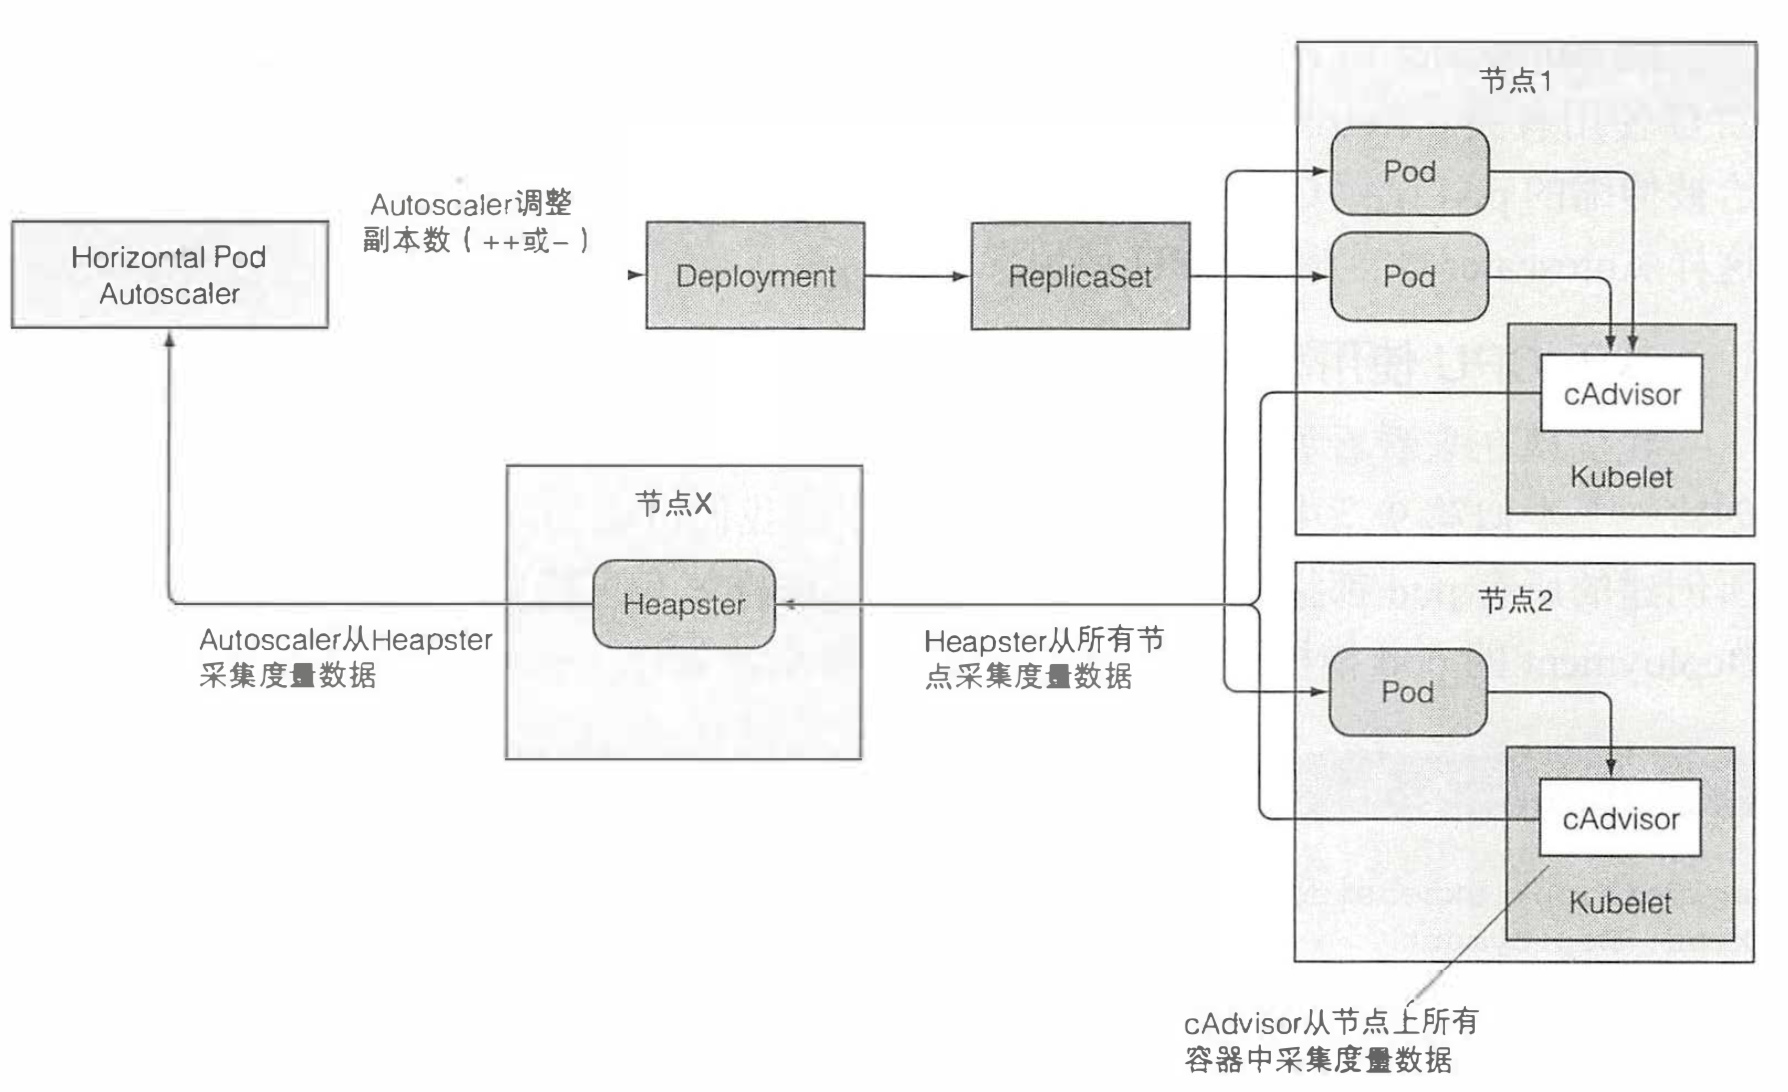 节点1
Pod
Autoscaler调整
副本数（++或-）
Horizontal Pod
Autoscaler
Deployment
ReplicaSet
Pod
cAdvisor
Kubelet
节点X
Heapster
Autoscaler从Heapster
采集度量数据
Heapster从所有节
点采集度量数据
节点2
Pod
cAdvisor
Kubelet
cAdvisor从节点上所有
容器中采集度量数据